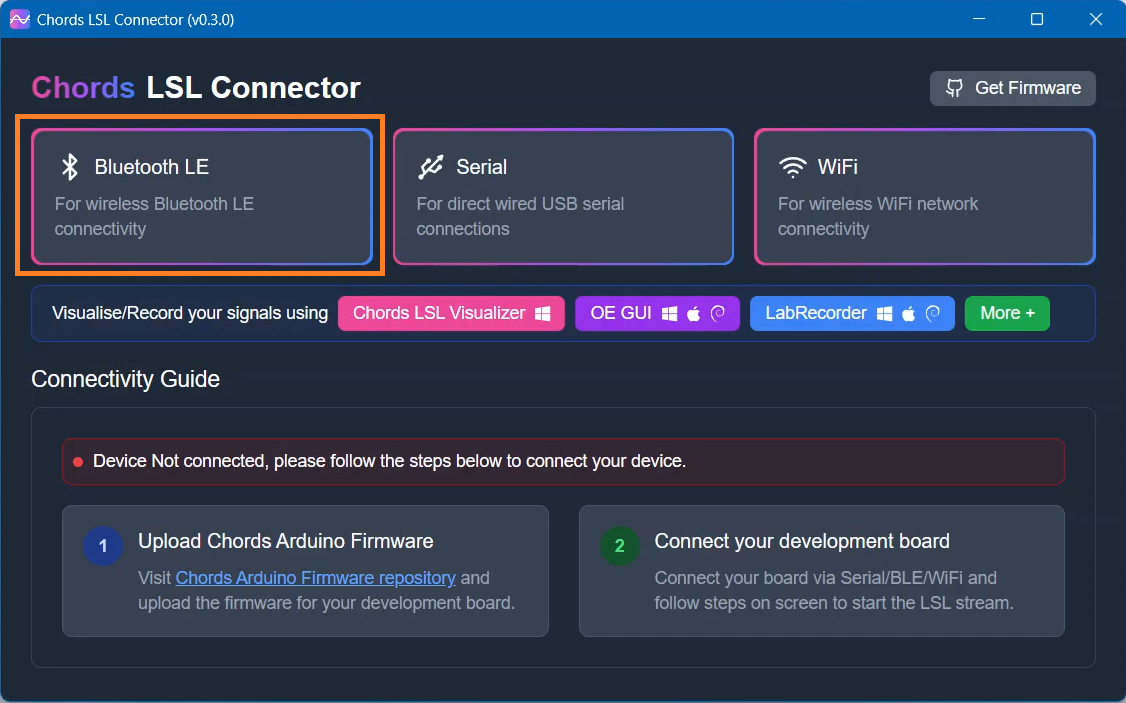 Chords LSL Connector (v0.3.0)
Chords LSL Connector
Get Firmware
Bluetooth LE
For wireless Bluetooth LE
connectivity
Serial
For direct wired USB serial
connections
WiFi
For wireless WiFi network
connectivity
Visualise/Record your signals using
Chords LSL Visualizer
OE GUI
LabRecorder
More +
Connectivity Guide
Device Not connected, please follow the steps below to connect your device.
1
Upload Chords Arduino Firmware
Visit Chords Arduino Firmware repository and
upload the firmware for your development board.
2
Connect your development board
Connect your board via Serial/BLE/WiFi and
follow steps on screen to start the LSL stream.